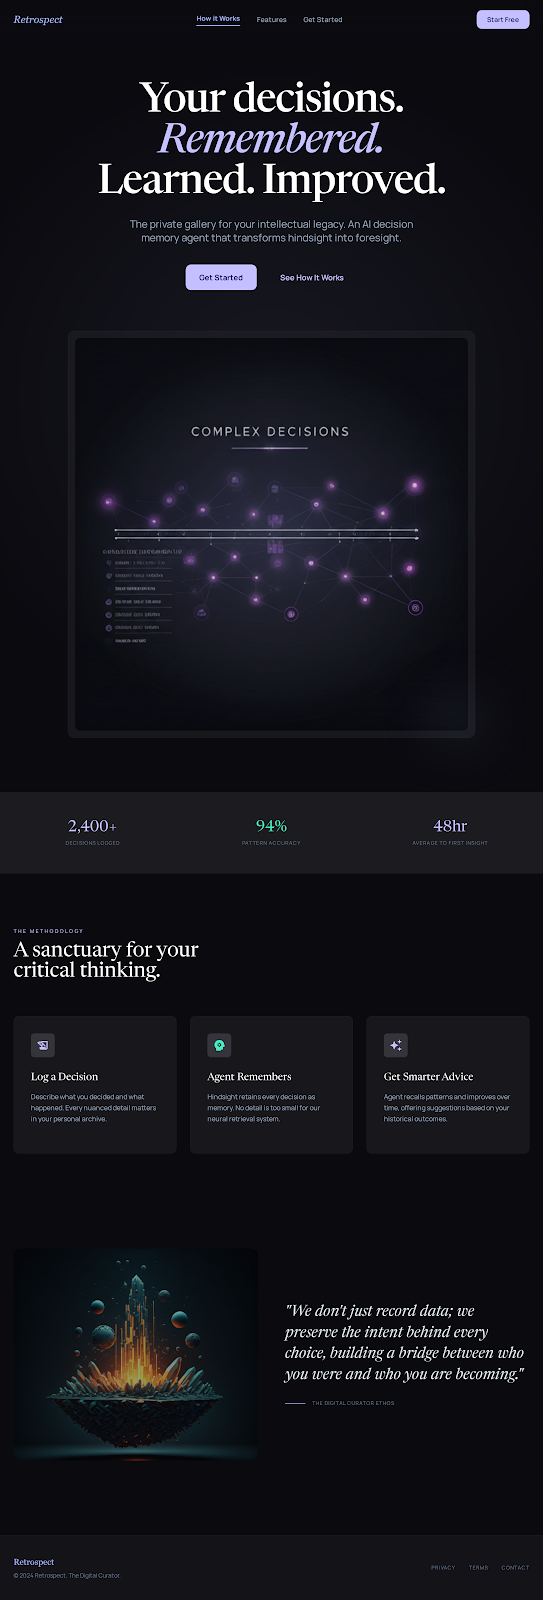 Retrospect
How it Works
Features
Get Started
Start Free
Your decisions.
Remembered.
Learned. Improved.
The private gallery for your intellectual legacy. An AI decision
memory agent that transforms hindsight into foresight.
Get Started
See How It Works
COMPLEX DECISIONS
2,400+
DECISIONS LOGGED
94%
PATTERN ACCURACY
48hr
AVERAGE TO FIRST INSIGHT
THE METHODOLOGY
A sanctuary for your
critical thinking.
Log a Decision
Describe what you decided and what
happened. Every nuanced detail matters
in your personal archive.
Agent Remembers
Hindsight retains every decision as
memory. No detail is too small for our
neural retrieval system.
Get Smarter Advice
Agent recalls patterns and improves over
time, offering suggestions based on your
historical outcomes.
"We don't just record data; we
preserve the intent behind every
choice, building a bridge between who
you were and who you are becoming."
THE DIGITAL CURATOR ETHOS
Retrospect
© 2024 Retrospect. The Digital Curator.
PRIVACY
TERMS
CONTACT